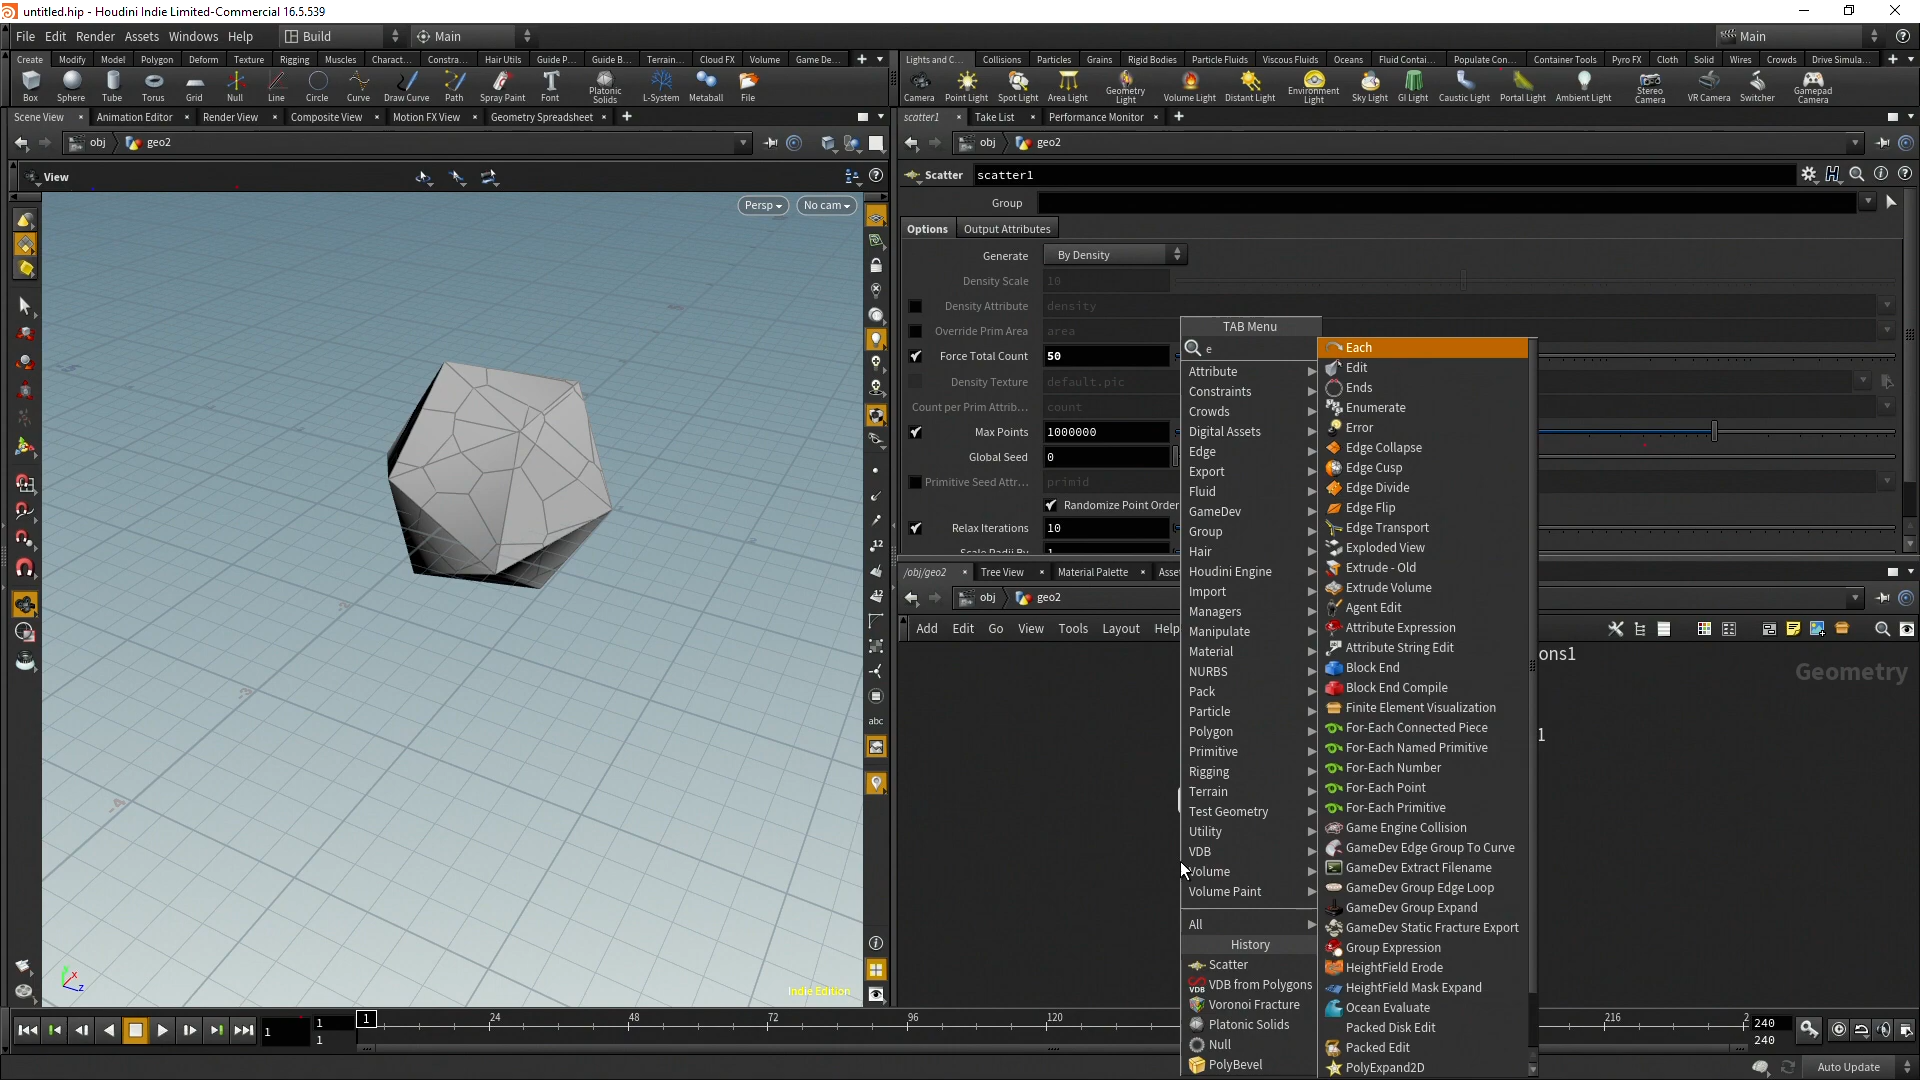 untitled.hip - Houdini Indie Limited-Commercial 16.5.539
File Edit Render Assets Windows Help Build Main Main
Create Modify Model Polygon Deform Texture Rigging Muscles Charact... Constra... Hair Utils Guide P... Guide B... Terrain... Cloud FX Volume Game De...
Lights and C... Collisions Particles Grains Rigid Bodies Particle Fluids Viscous Fluids Oceans Fluid Contai... Populate Con... Container Tools Pyro FX Cloth Solid Wires Crowds Drive Simula...
Box Sphere Tube Torus Grid Null Line Circle Curve Draw Curve Path Spray Paint Font Platonic Solids L-System Metaball File
Camera Point Light Spot Light Area Light Geometry Light Volume Light Distant Light Environment Light Sky Light GI Light Caustic Light Portal Light Ambient Light Stereo Camera VR Camera Switcher Gamepad Camera
Scene View Animation Editor Render View Composite View Motion FX View Geometry Spreadsheet
scatter1 Take List Performance Monitor
obj geo2
obj geo2
View
Scatter scatter1
Persp No cam
Group
Options Output Attributes
Generate By Density
Density Scale 10
Density Attribute density
Override Prim Area area
Force Total Count 50
Density Texture default.pic
Count per Prim Attrib... count
Max Points 1000000
Global Seed 0
Primitive Seed Attr... primid
Randomize Point Order
Relax Iterations 10
Scale Radii By 1
/obj/geo2 Tree View Material Palette Asse
obj geo2
Add Edit Go View Tools Layout Help
ons1
Geometry
1
TAB Menu
e
Attribute
Constraints
Crowds
Digital Assets
Edge
Export
Fluid
GameDev
Group
Hair
Houdini Engine
Import
Managers
Manipulate
Material
NURBS
Pack
Particle
Polygon
Primitive
Rigging
Terrain
Test Geometry
Utility
VDB
Volume
Volume Paint
All
History
Scatter
VDB from Polygons
Voronoi Fracture
Platonic Solids
Null
PolyBevel
Each
Edit
Ends
Enumerate
Error
Edge Collapse
Edge Cusp
Edge Divide
Edge Flip
Edge Transport
Exploded View
Extrude - Old
Extrude Volume
Agent Edit
Attribute Expression
Attribute String Edit
Block End
Block End Compile
Finite Element Visualization
For-Each Connected Piece
For-Each Named Primitive
For-Each Number
For-Each Point
For-Each Primitive
Game Engine Collision
GameDev Edge Group To Curve
GameDev Extract Filename
GameDev Group Edge Loop
GameDev Group Expand
GameDev Static Fracture Export
Group Expression
HeightField Erode
HeightField Mask Expand
Ocean Evaluate
Packed Disk Edit
Packed Edit
PolyExpand2D
12
12
abc
Indie Edition
1 1 1 1 24 48 72 96 120 216 2 240
240
Auto Update